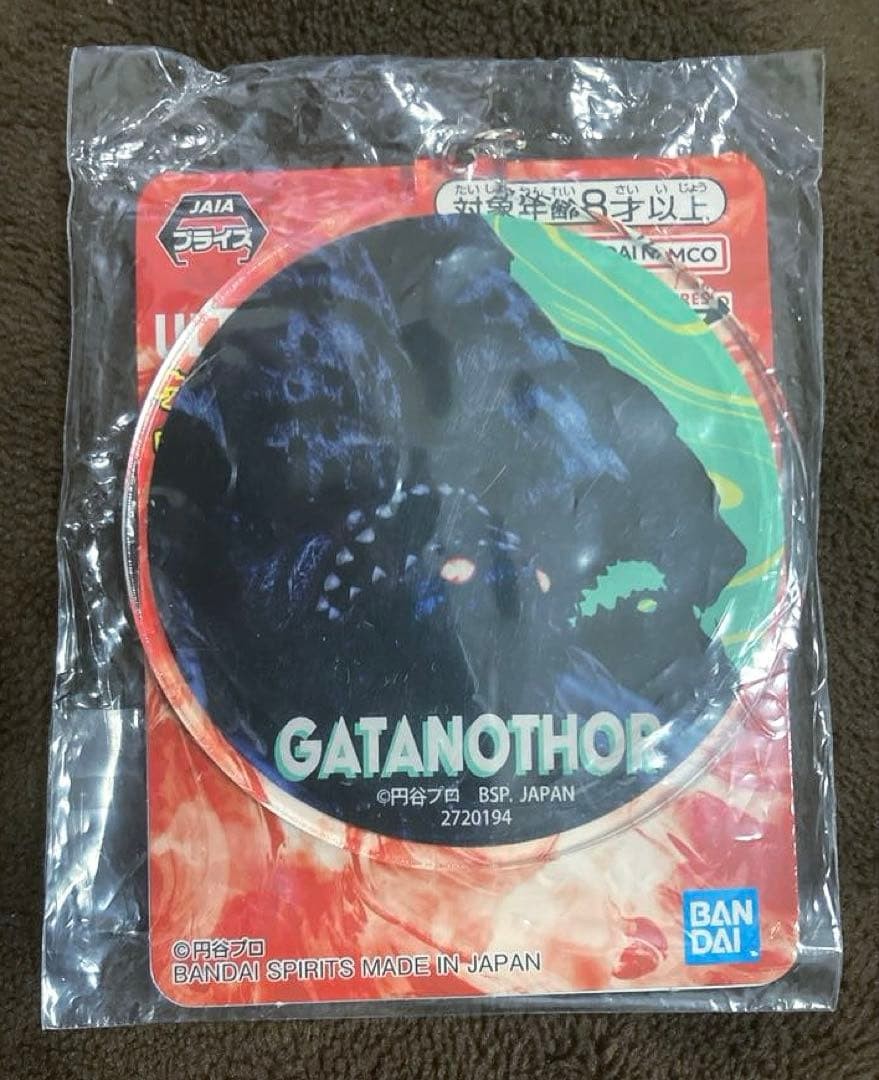 JAIA
プライズ
たいしょうねんれい さいいじょう
対象年齢8才以上
NAMCO
GATANOTHOR
©円谷プロ BSP. JAPAN
2720194
BAN
DAI
©円谷プロ
BANDAI SPIRITS MADE IN JAPAN